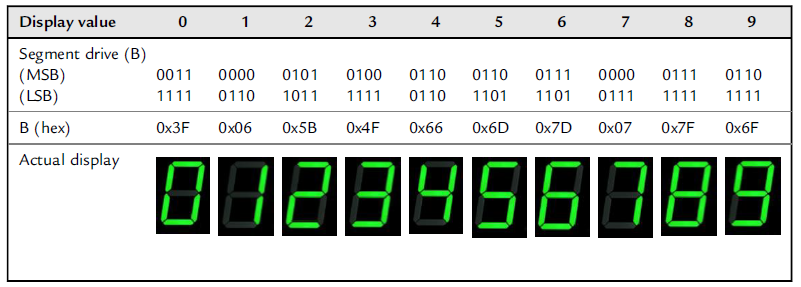 Display value 0 1 2 3 4 5 6 7 8 9
Segment drive (B)
(MSB) 0011 0000 0101 0100 0110 0110 0111 0000 0111 0110
(LSB) 1111 0110 1011 1111 0110 1101 1101 0111 1111 1111
B (hex) 0x3F 0x06 0x5B 0x4F 0x66 0x6D 0x7D 0x07 0x7F 0x6F
Actual display 0 1 2 3 4 5 6 7 8 9